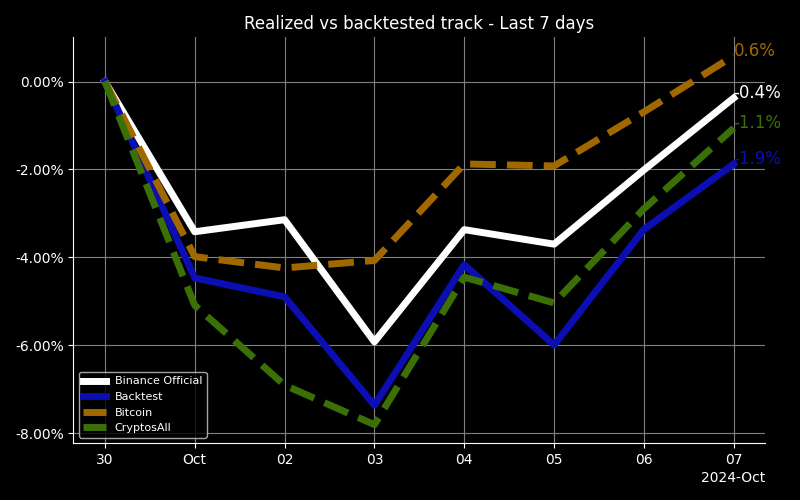 Realized vs backtested track - Last 7 days
0.6%
0.00%
-0.4%
-1.1%
-1.9%
-2.00%
-4.00%
-6.00%
-8.00%
Binance Official
Backtest
Bitcoin
CryptosAll
30 Oct 02 03 04 05 06 07
2024-Oct